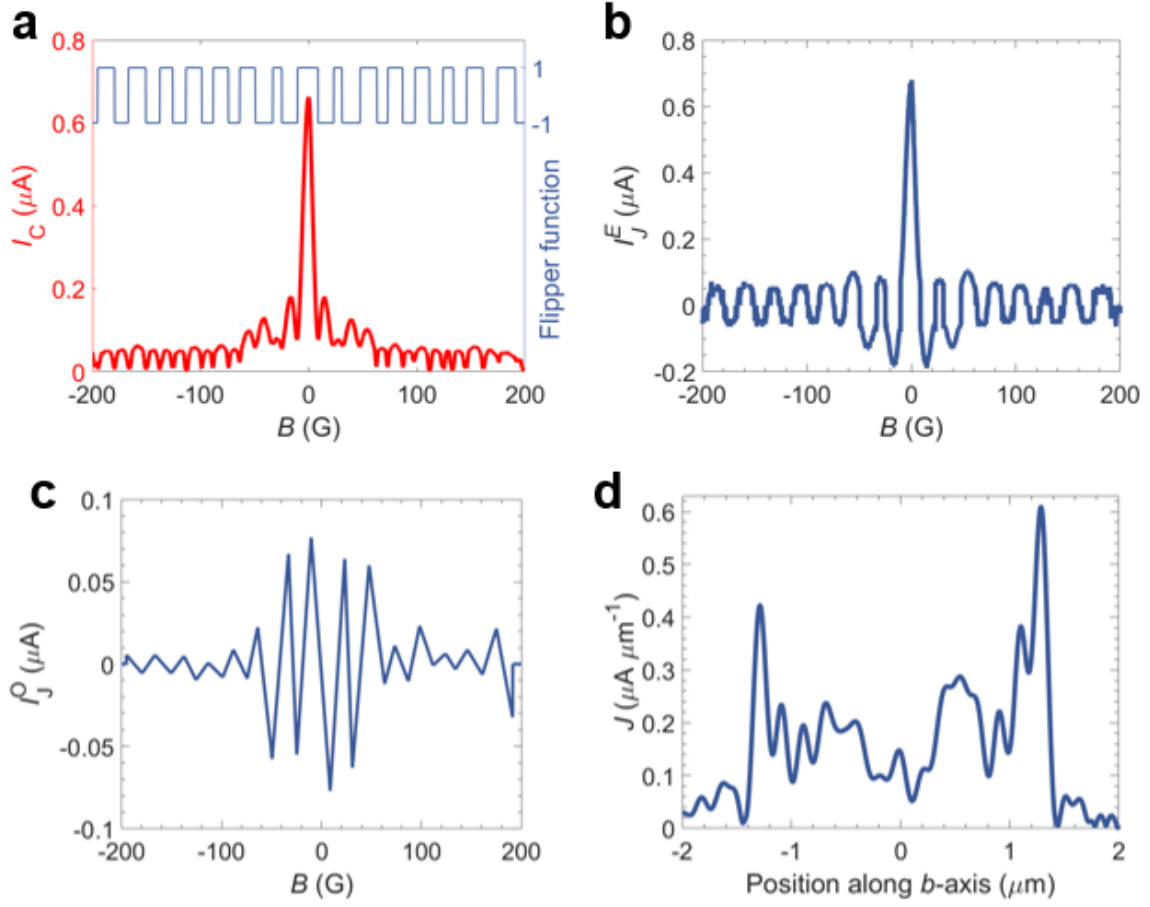 a
0.8
0.6
0.4
0.2
0
I_C (μA)
1
-1
Flipper function
-200 -100 0 100 200
B (G)
b
0.8
0.6
0.4
0.2
0
-0.2
I_J^E (μA)
-200 -100 0 100 200
B (G)
c
0.1
0.05
0
-0.05
-0.1
I_J^O (μA)
-200 -100 0 100 200
B (G)
d
0.6
0.5
0.4
0.3
0.2
0.1
0
J (μA μm⁻¹)
-2 -1 0 1 2
Position along b-axis (μm)